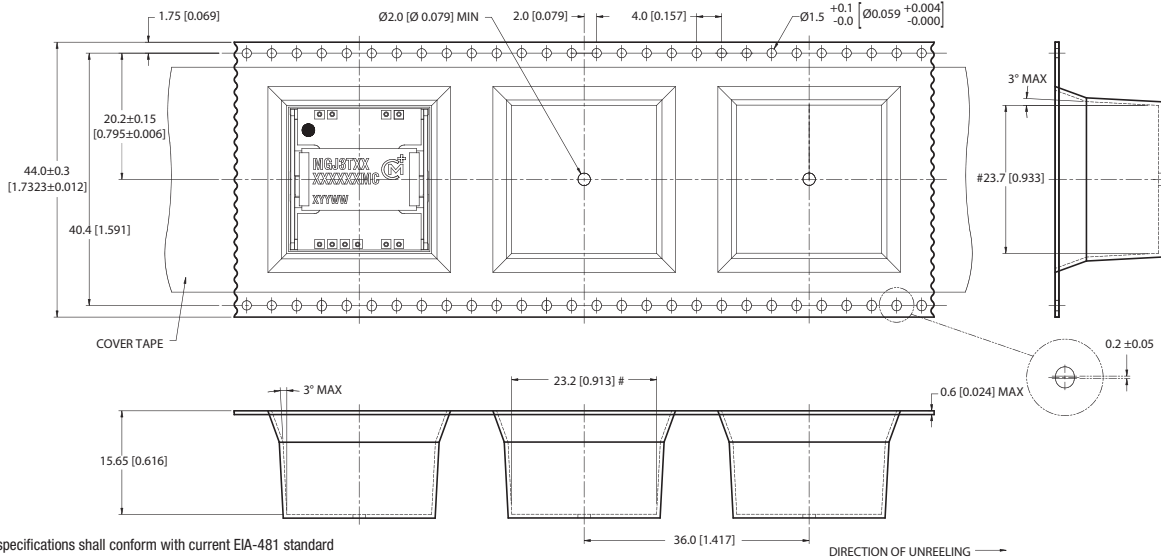 1.75 [0.069]
Ø2.0 [Ø 0.079] MIN
2.0 [0.079]
4.0 [0.157]
Ø1.5 +0.1 -0.0 [Ø0.059 +0.004 -0.000]
3° MAX
20.2±0.15
[0.795±0.006]
44.0±0.3
[1.7323±0.012]
40.4 [1.591]
MGJ3TXX
XXXXXXMC
XYYWW
CM+
#23.7 [0.933]
COVER TAPE
0.2 ±0.05
3° MAX
23.2 [0.913] #
0.6 [0.024] MAX
15.65 [0.616]
36.0 [1.417]
specifications shall conform with current EIA-481 standard
DIRECTION OF UNREELING